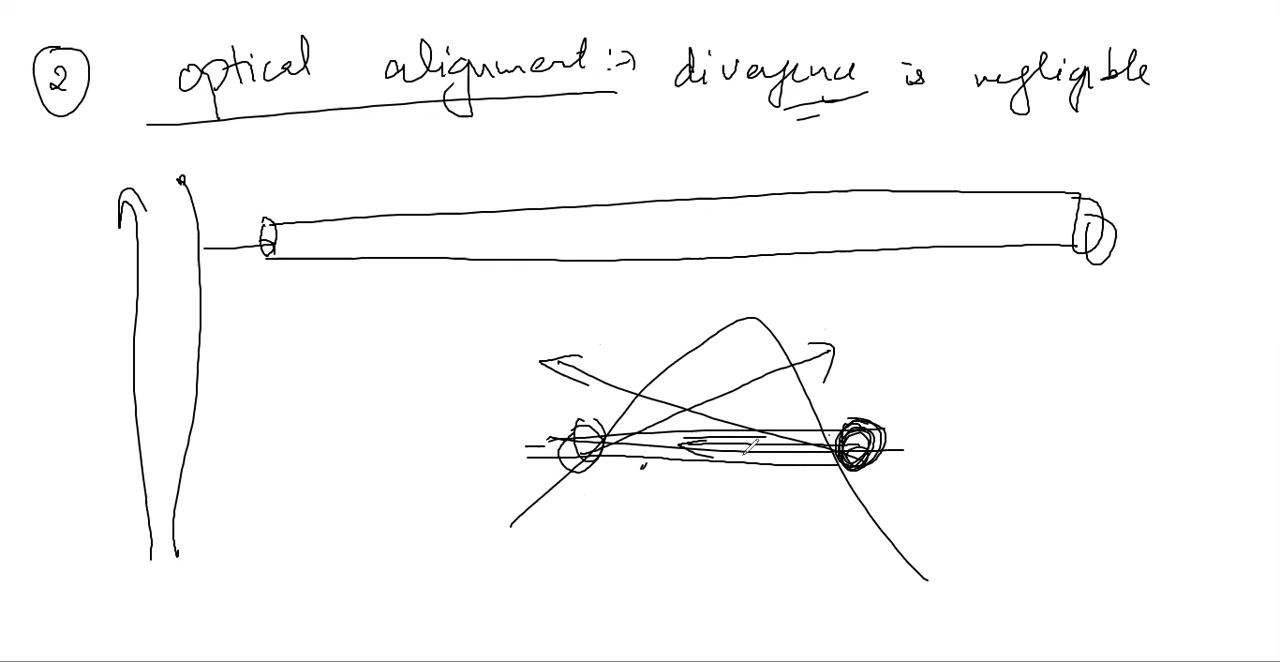 ② optical alignment :→ divergence is negligible